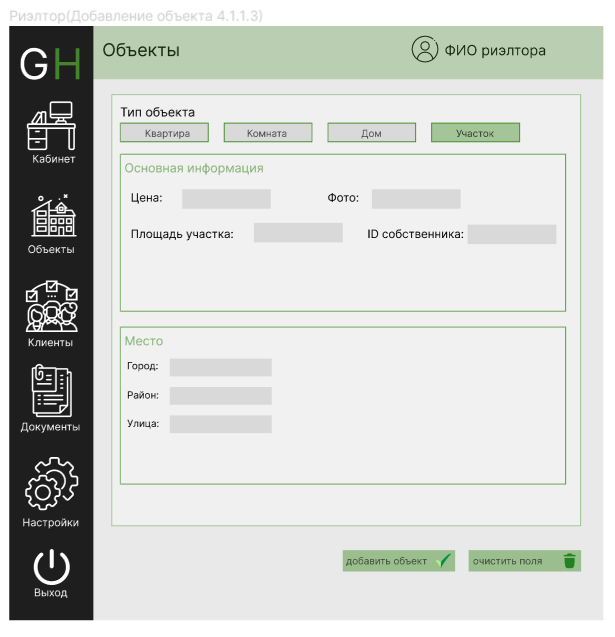 Риэлтор(Добавление объекта 4.1.1.3)
GH
Объекты
ФИО риэлтора
Кабинет
Объекты
Клиенты
Документы
Настройки
Выход
Тип объекта
Квартира Комната Дом Участок
Основная информация
Цена: Фото:
Площадь участка: ID собственника:
Место
Город:
Район:
Улица:
добавить объект очистить поля